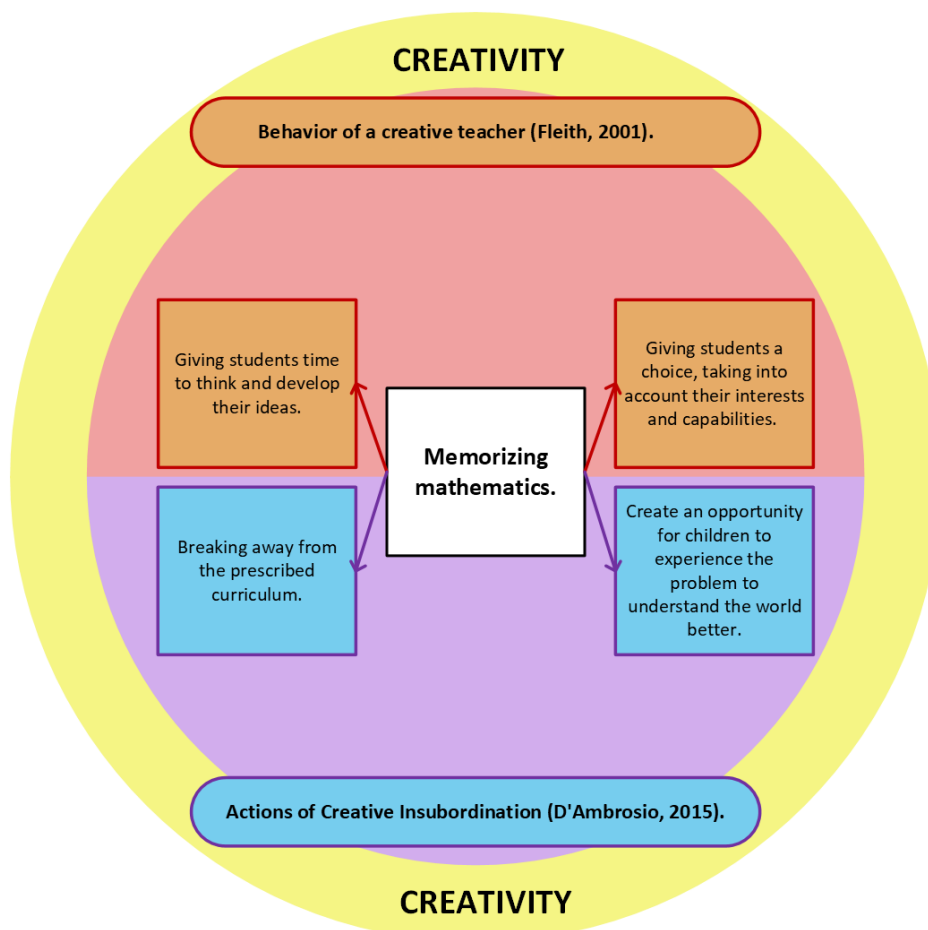 CREATIVITY
Behavior of a creative teacher (Fleith, 2001).
Giving students time
to think and develop
their ideas.
Giving students a
choice, taking into
account their interests
and capabilities.
Memorizing
mathematics.
Breaking away from
the prescribed
curriculum.
Create an opportunity
for children to
experience the
problem to
understand the world
better.
Actions of Creative Insubordination (D'Ambrosio, 2015).
CREATIVITY